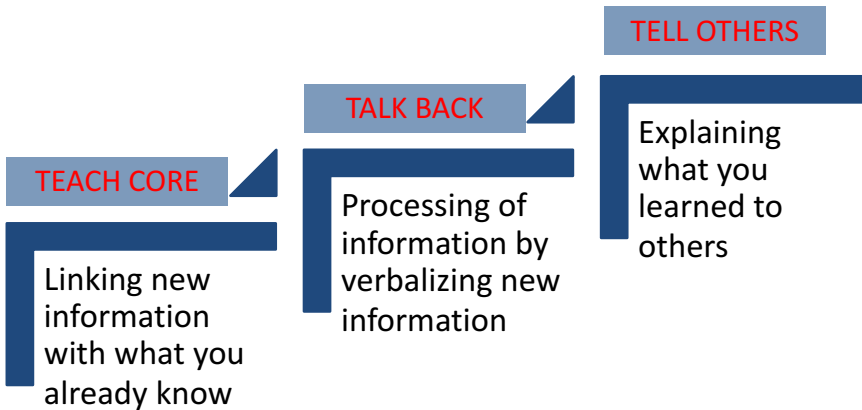 TEACH CORE
Linking new
information
with what you
already know
TALK BACK
Processing of
information by
verbalizing new
information
TELL OTHERS
Explaining
what you
learned to
others